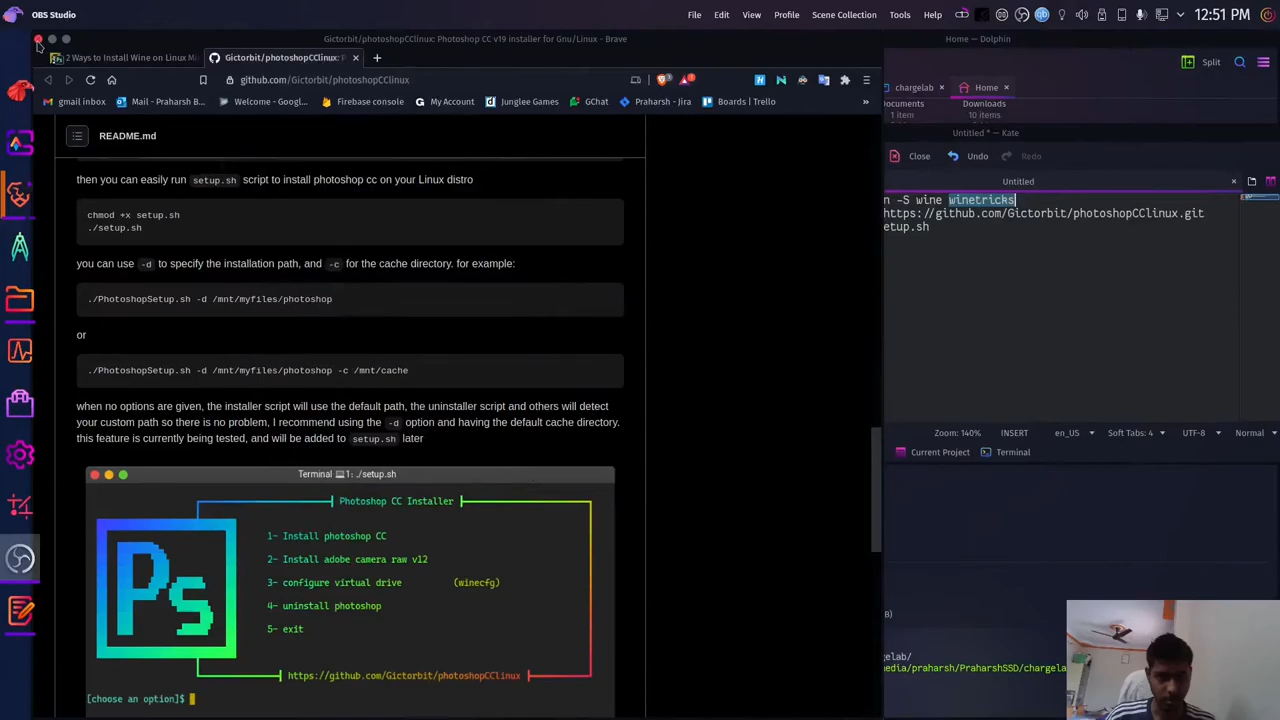 OBS Studio
File Edit View Profile Scene Collection Tools Help 12:51 PM
Gictorbit/photoshopCClinux: Photoshop CC v19 installer for Gnu/Linux - Brave
Home — Dolphin
2 Ways to Install Wine on Linux Mi
Gictorbit/photoshopCClinux: P
Split
github.com/Gictorbit/photoshopCClinux
chargelab
Home
gmail inbox
Mail - Praharsh B...
Welcome - Googl...
Firebase console
My Account
Junglee Games
GChat
Praharsh - Jira
Boards | Trello
»
Documents
Downloads
1 item
10 items
Untitled * — Kate
README.md
Close
Undo
Redo
Untitled
then you can easily run setup.sh script to install photoshop cc on your Linux distro
n -S wine winetricks
https://github.com/Gictorbit/photoshopCClinux.git
etup.sh
chmod +x setup.sh
./setup.sh
you can use -d to specify the installation path, and -c for the cache directory. for example:
./PhotoshopSetup.sh -d /mnt/myfiles/photoshop
or
./PhotoshopSetup.sh -d /mnt/myfiles/photoshop -c /mnt/cache
when no options are given, the installer script will use the default path, the uninstaller script and others will detect
your custom path so there is no problem, I recommend using the -d option and having the default cache directory.
this feature is currently being tested, and will be added to setup.sh later
Zoom: 140% INSERT en_US Soft Tabs: 4 UTF-8 Normal
Current Project
Terminal
Terminal 1: ./setup.sh
Photoshop CC Installer
Ps
1- Install photoshop CC
2- Install adobe camera raw v12
3- configure virtual drive (winecfg)
4- uninstall photoshop
5- exit
https://github.com/Gictorbit/photoshopCClinux
[choose an option]$
B)
gelab/
media/praharsh/PraharshSSD/chargelab